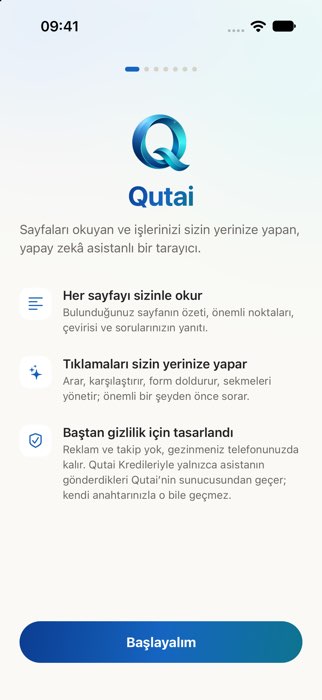 09:41
Qutai
Sayfaları okuyan ve işlerinizi sizin yerinize yapan,
yapay zekâ asistanlı bir tarayıcı.
Her sayfayı sizinle okur
Bulunduğunuz sayfanın özeti, önemli noktaları,
çevirisi ve sorularınızın yanıtı.
Tıklamaları sizin yerinize yapar
Arar, karşılaştırır, form doldurur, sekmeleri
yönetir; önemli bir şeyden önce sorar.
Baştan gizlilik için tasarlandı
Reklam ve takip yok, gezinmeniz telefonunuzda
kalır. Qutai Kredileriyle yalnızca asistanın
gönderdikleri Qutai'nin sunucusundan geçer;
kendi anahtarınızla o bile geçmez.
Başlayalım